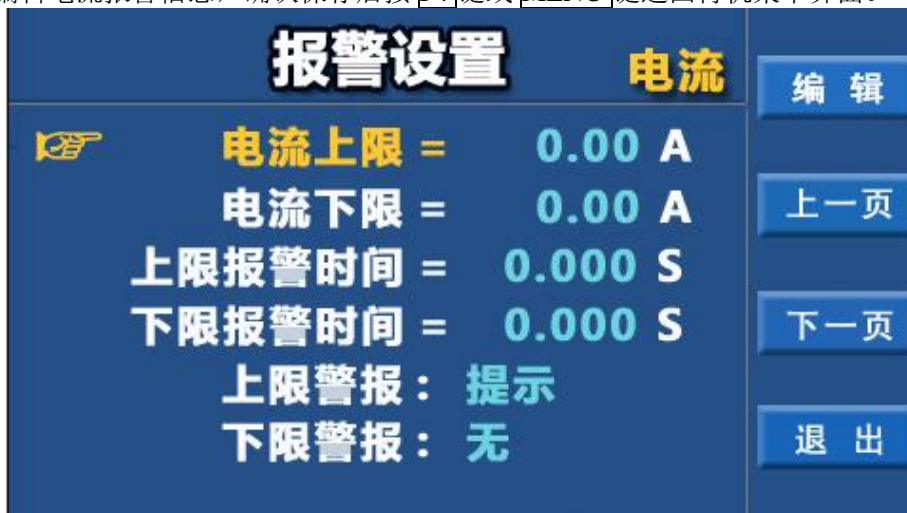 报警设置 电流
电流上限 = 0.00 A
电流下限 = 0.00 A
上限报警时间 = 0.000 S
下限报警时间 = 0.000 S
上限警报： 提示
下限警报： 无
编 辑
上一页
下一页
退 出